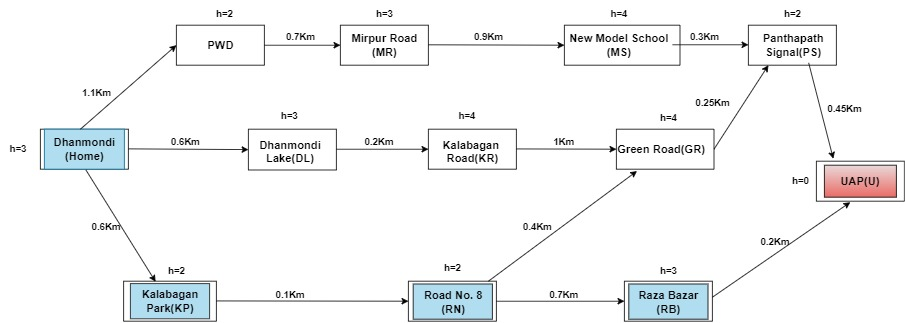 h=2
h=3
h=4
h=2
PWD
0.7Km
Mirpur Road
(MR)
0.9Km
New Model School
(MS)
0.3Km
Panthapath
Signal(PS)
1.1Km
0.25Km
0.45Km
h=3
h=4
h=4
h=3
Dhanmondi
(Home)
0.6Km
Dhanmondi
Lake(DL)
0.2Km
Kalabagan
Road(KR)
1Km
Green Road(GR)
h=0
UAP(U)
0.6Km
0.4Km
0.2Km
h=2
h=2
h=3
Kalabagan
Park(KP)
0.1Km
Road No. 8
(RN)
0.7Km
Raza Bazar
(RB)